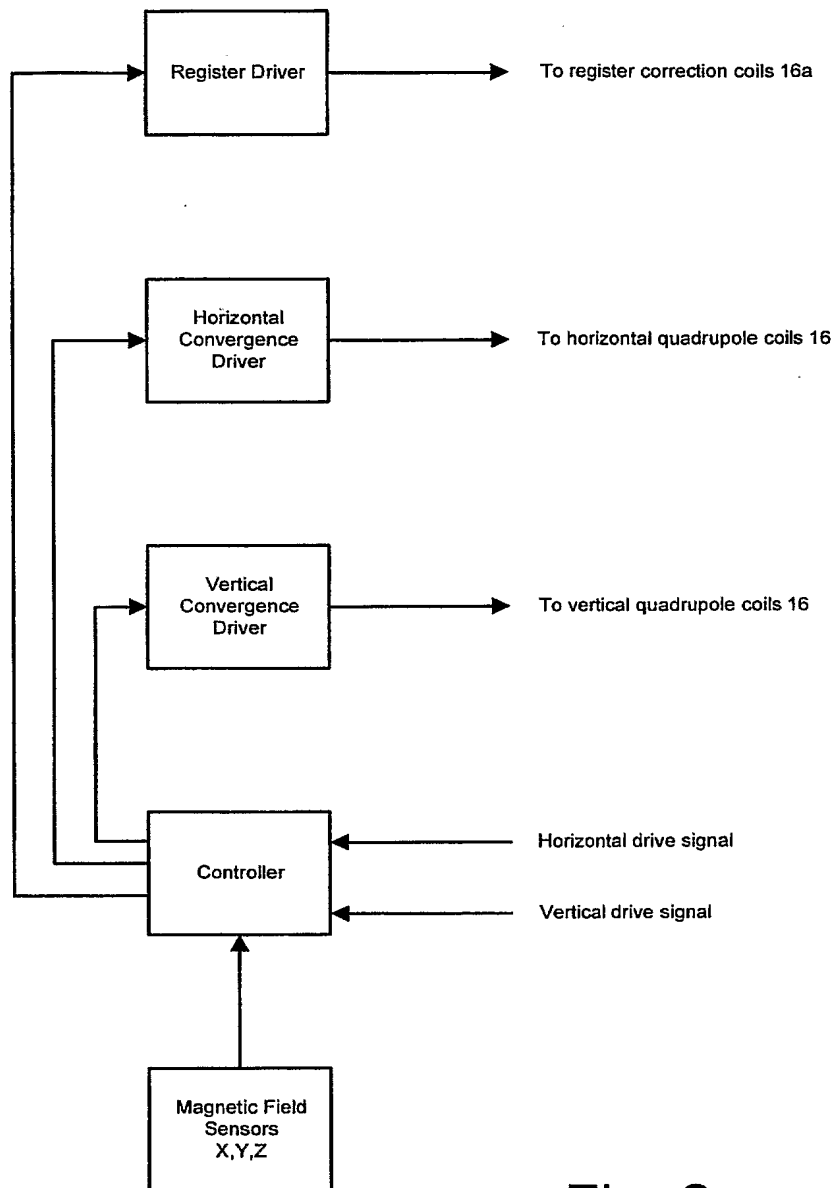 Register Driver
To register correction coils 16a
Horizontal
Convergence
Driver
To horizontal quadrupole coils 16
Vertical
Convergence
Driver
To vertical quadrupole coils 16
Controller
Horizontal drive signal
Vertical drive signal
Magnetic Field
Sensors
X,Y,Z